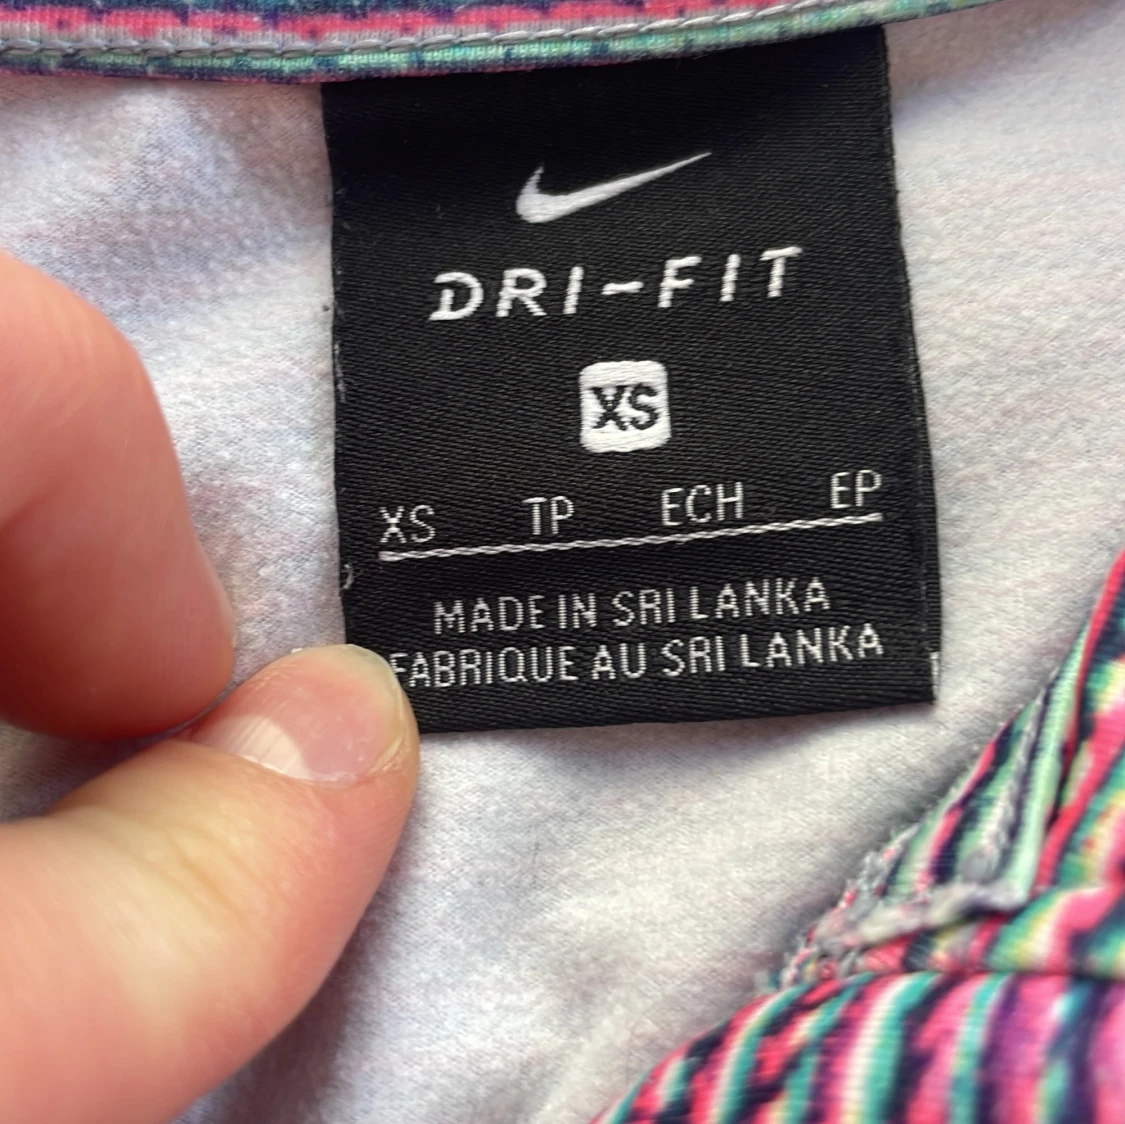 DRI-FIT
XS
XS TP ECH EP
MADE IN SRI LANKA
FABRIQUE AU SRI LANKA